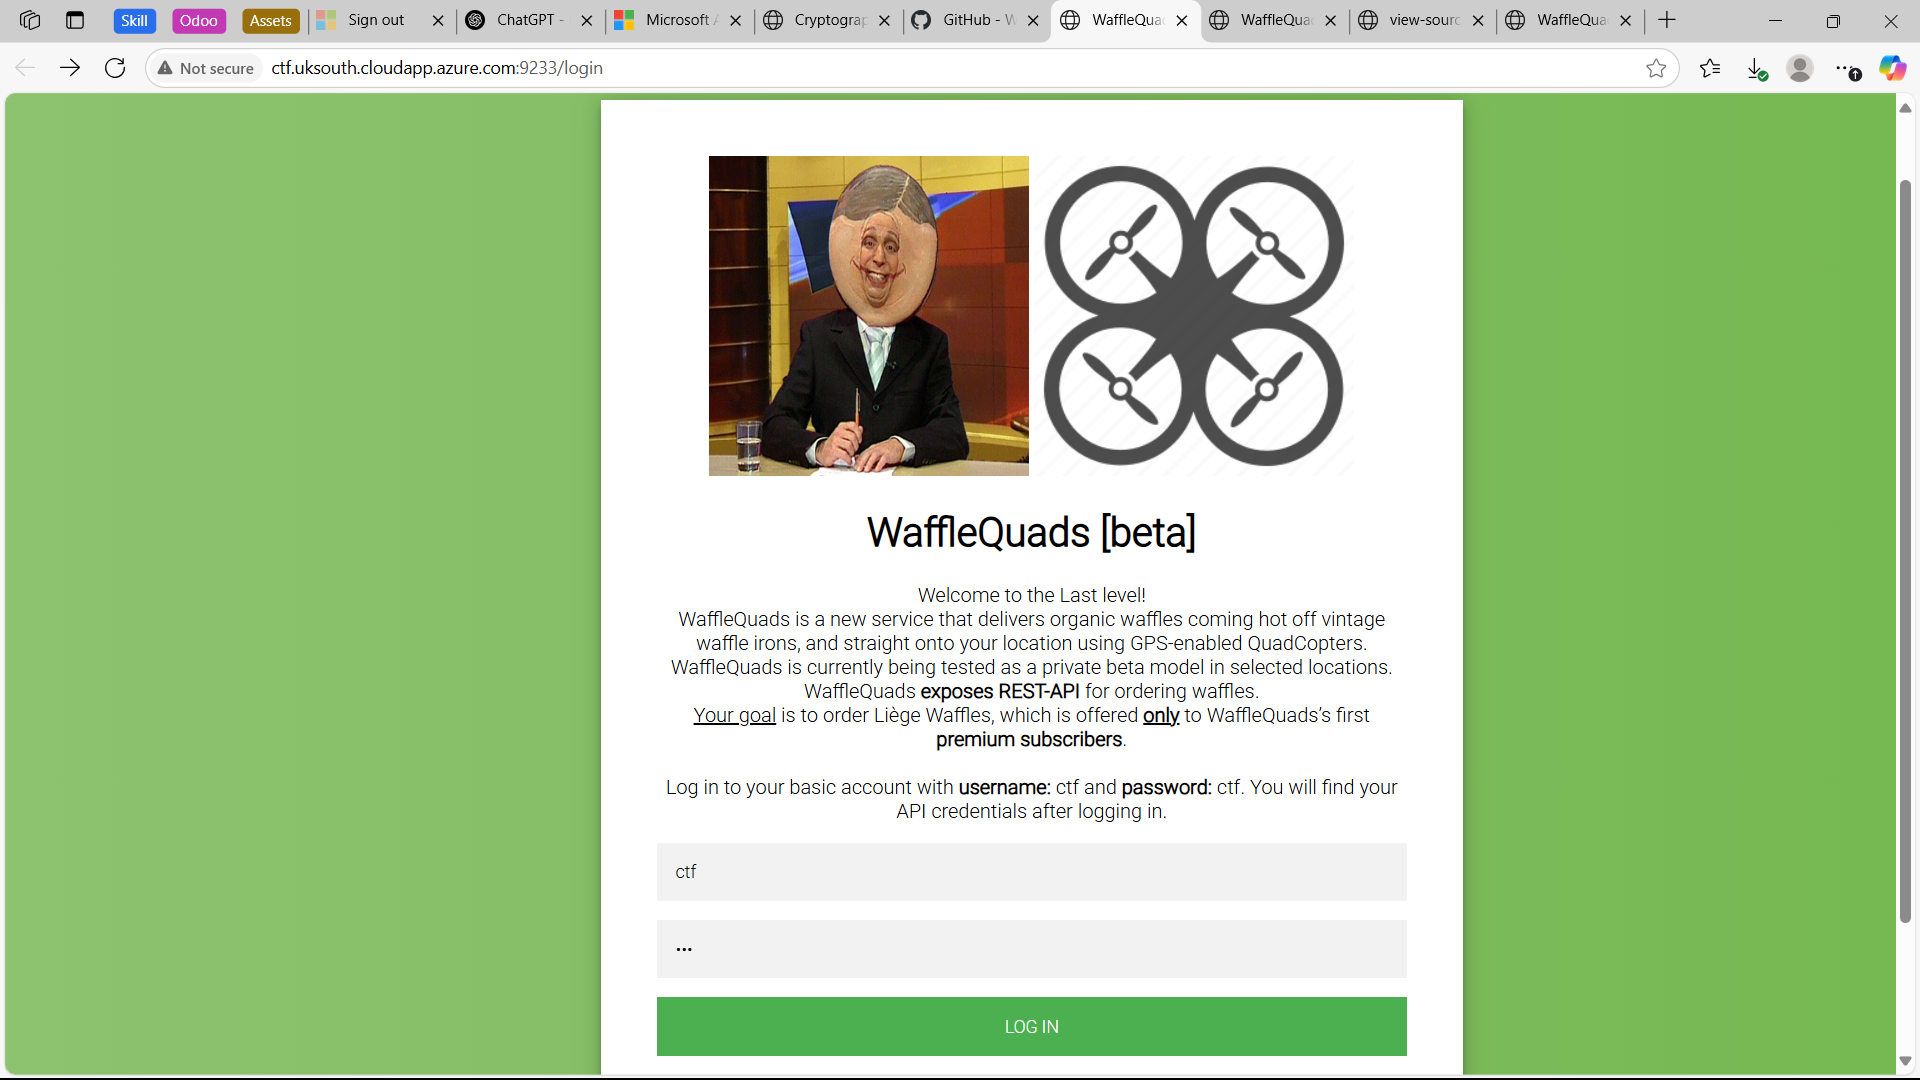 Skill
Odoo
Assets
Sign out
ChatGPT -
Microsoft A
Cryptograp
GitHub - W
WaffleQuad
WaffleQuad
view-sourc
WaffleQua
Not secure
ctf.uksouth.cloudapp.azure.com:9233/login
WaffleQuads [beta]
Welcome to the Last level!
WaffleQuads is a new service that delivers organic waffles coming hot off vintage
waffle irons, and straight onto your location using GPS-enabled QuadCopters.
WaffleQuads is currently being tested as a private beta model in selected locations.
WaffleQuads exposes REST-API for ordering waffles.
Your goal is to order Liège Waffles, which is offered only to WaffleQuads’s first
premium subscribers.
Log in to your basic account with username: ctf and password: ctf. You will find your
API credentials after logging in.
ctf
•••
LOG IN